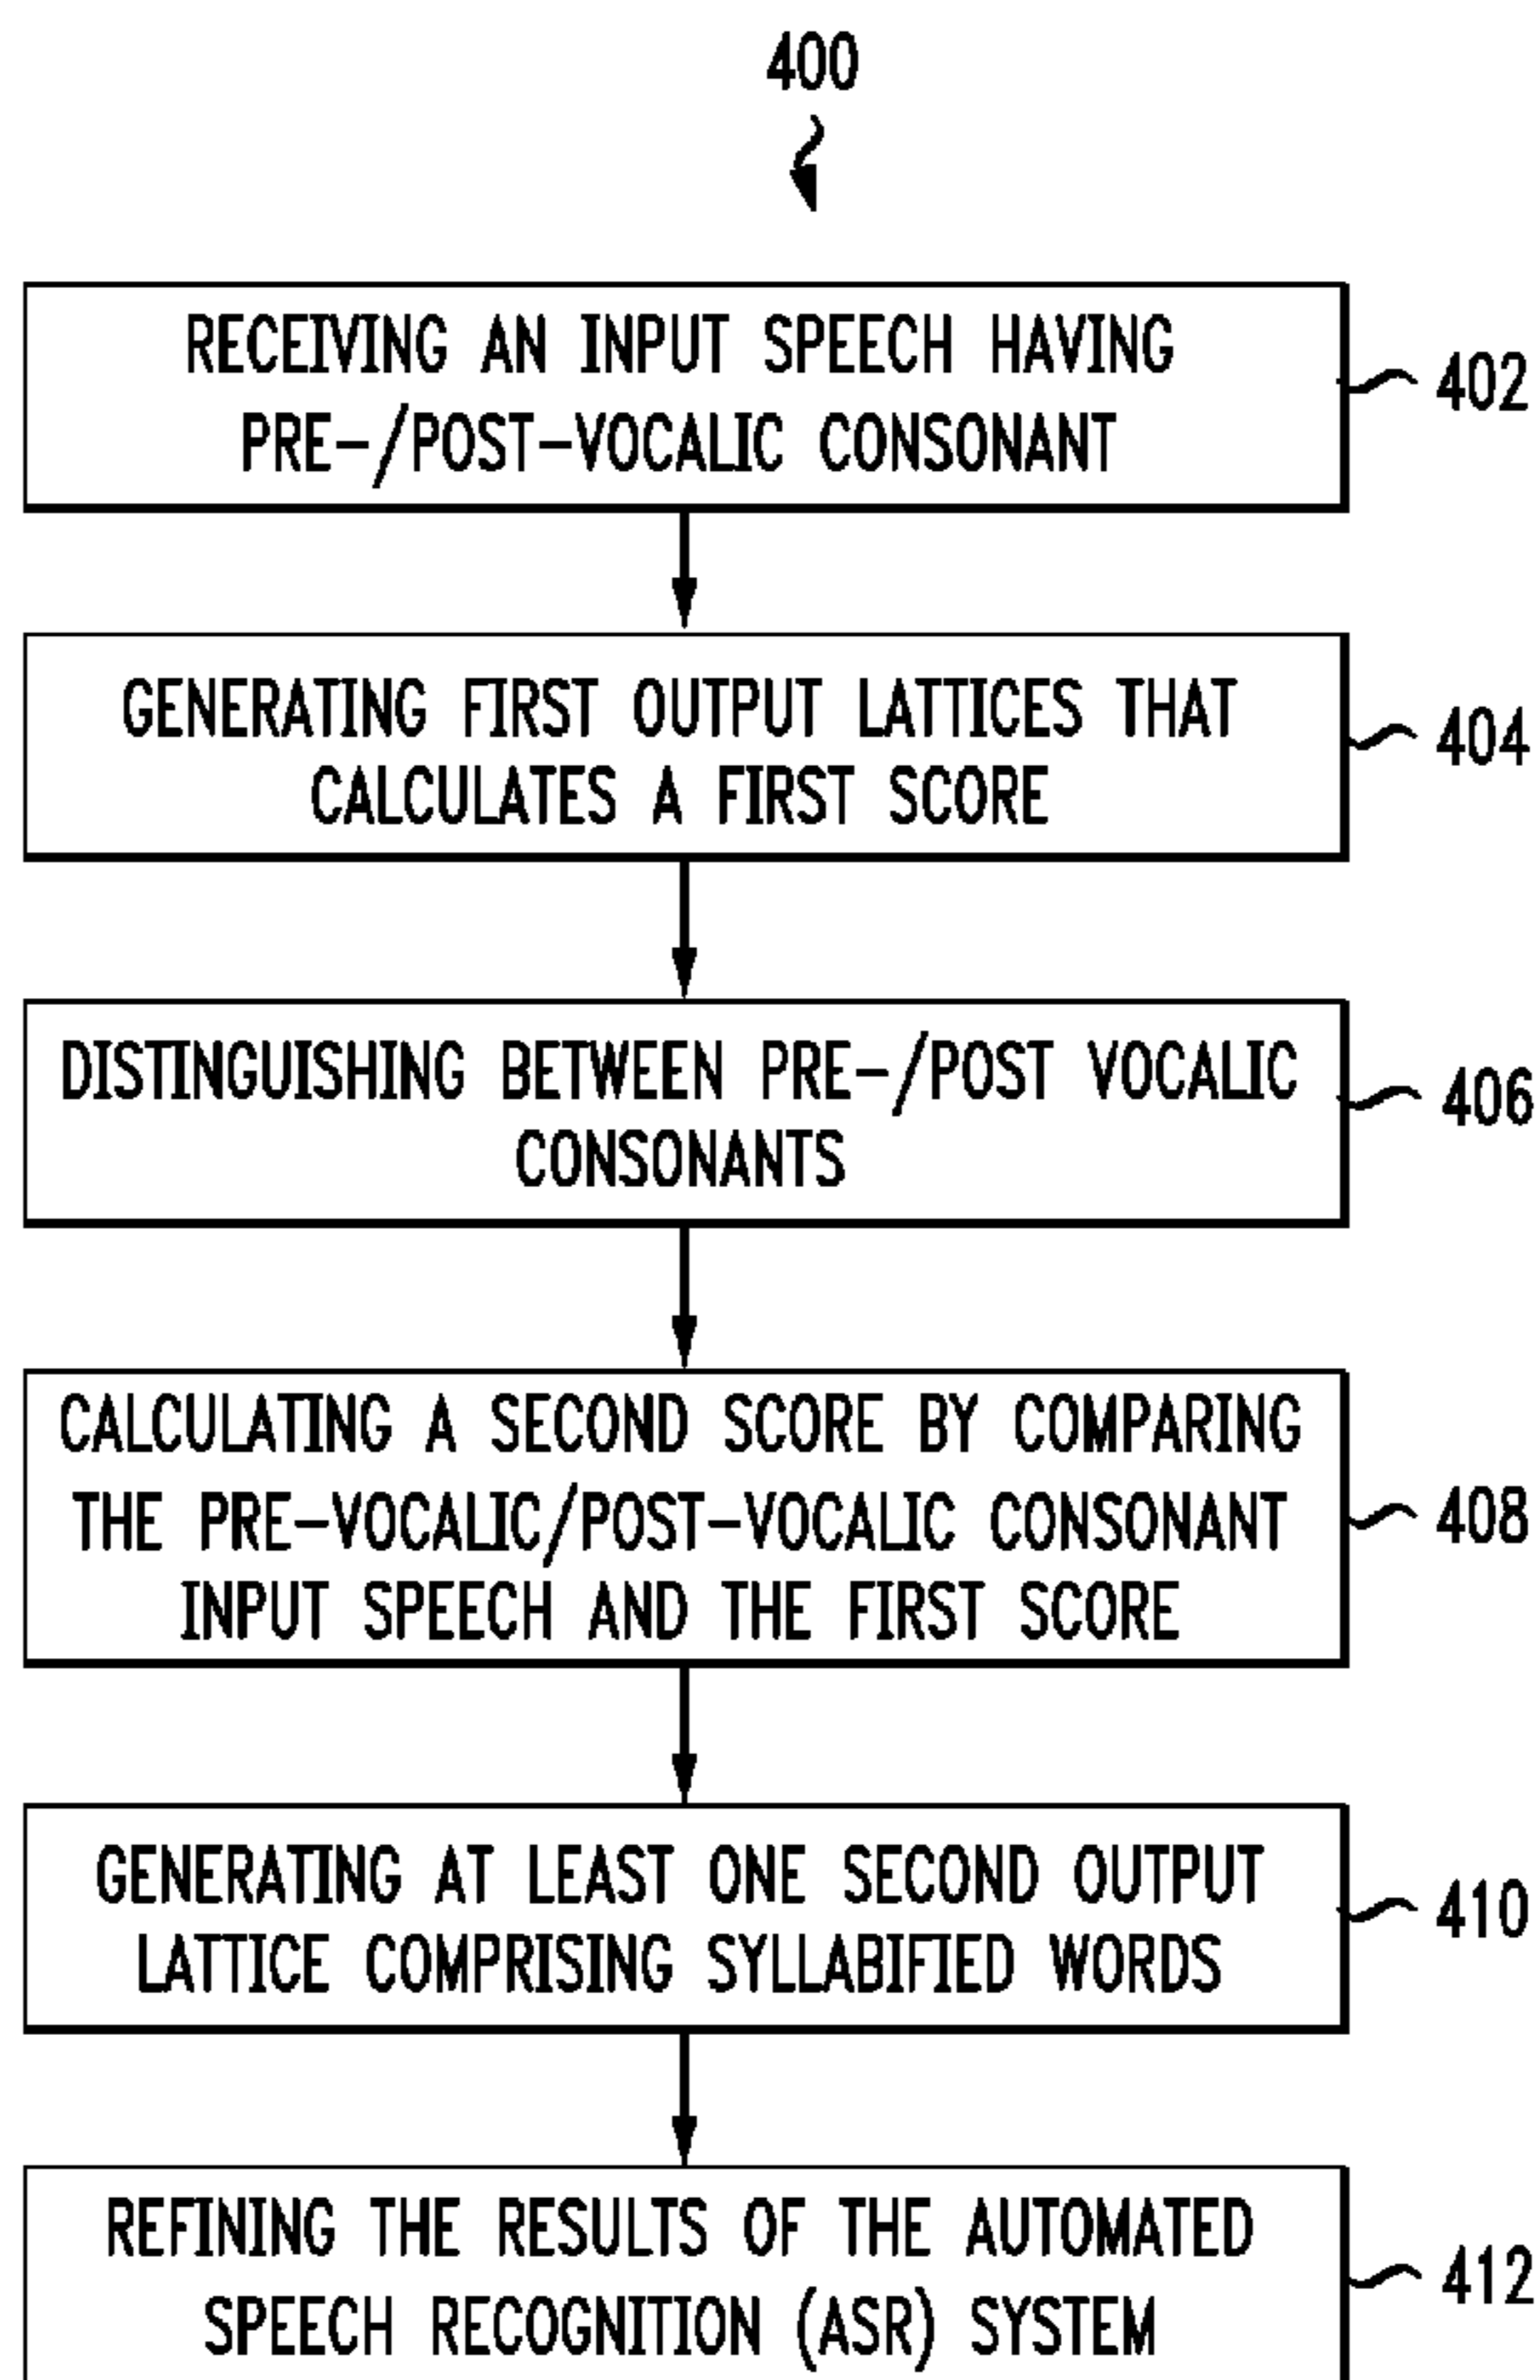 400
RECEIVING AN INPUT SPEECH HAVING
PRE-/POST-VOCALIC CONSONANT
402
GENERATING FIRST OUTPUT LATTICES THAT
CALCULATES A FIRST SCORE
404
DISTINGUISHING BETWEEN PRE-/POST VOCALIC
CONSONANTS
406
CALCULATING A SECOND SCORE BY COMPARING
THE PRE-VOCALIC/POST-VOCALIC CONSONANT
INPUT SPEECH AND THE FIRST SCORE
408
GENERATING AT LEAST ONE SECOND OUTPUT
LATTICE COMPRISING SYLLABIFIED WORDS
410
REFINING THE RESULTS OF THE AUTOMATED
SPEECH RECOGNITION (ASR) SYSTEM
412